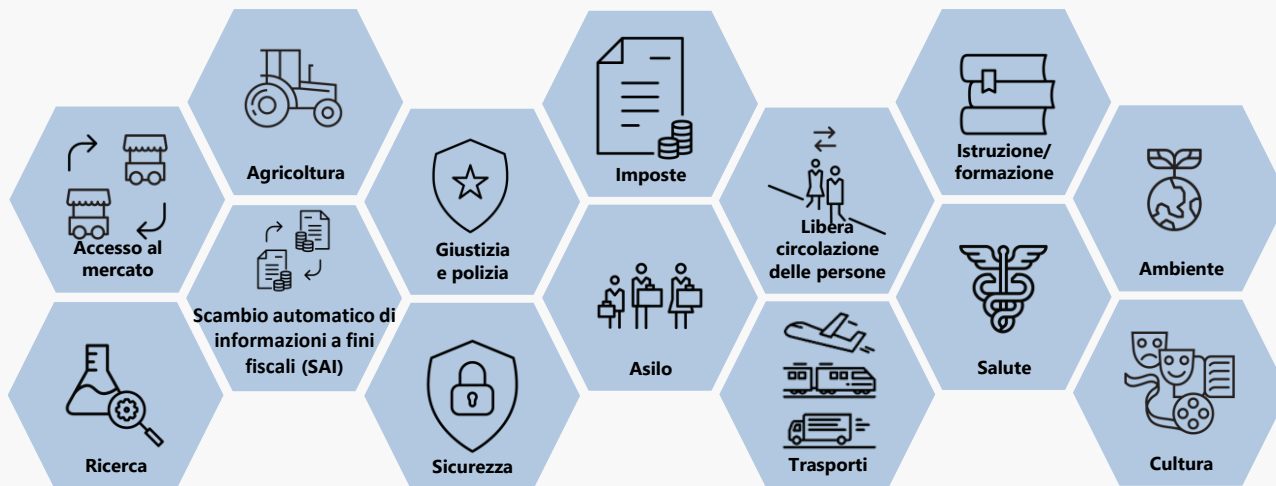 Agricoltura
Imposte
Istruzione/
formazione
Accesso al
mercato
Giustizia
e polizia
Libera
circolazione
delle persone
Ambiente
Scambio automatico di
informazioni a fini
fiscali (SAI)
Asilo
Salute
Ricerca
Sicurezza
Trasporti
Cultura